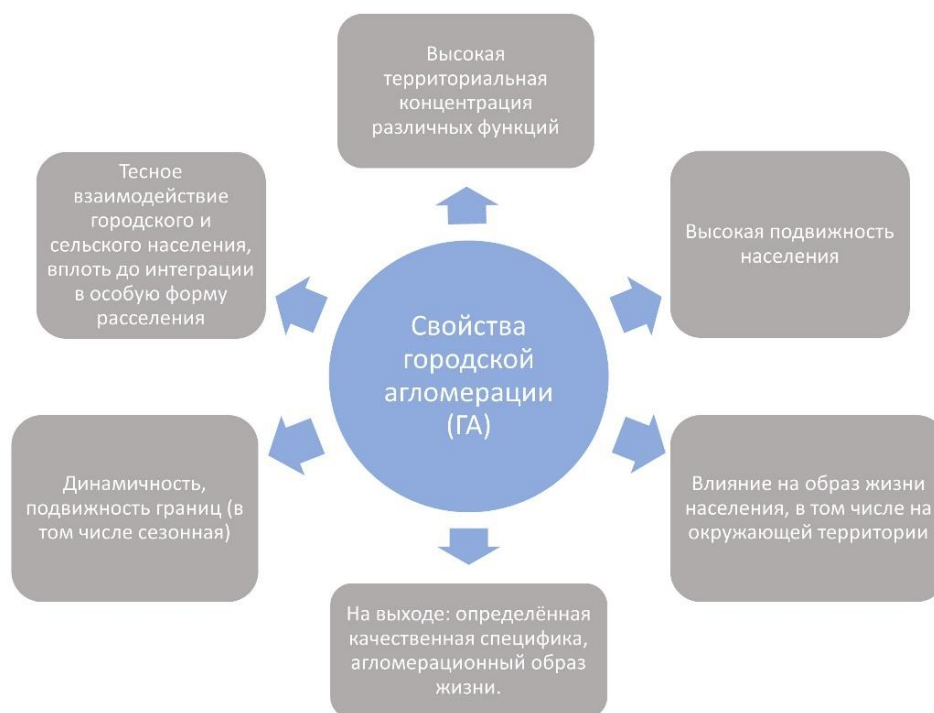 Высокая
территориальная
концентрация
различных функций
Тесное
взаимодействие
городского и
сельского населения,
вплоть до интеграции
в особую форму
расселения
Высокая подвижность
населения
Свойства
городской
агломерации
(ГА)
Динамичность,
подвижность границ (в
том числе сезонная)
Влияние на образ жизни
населения, в том числе на
окружающей территории
На выходе: определённая
качественная специфика,
агломерационный образ
жизни.